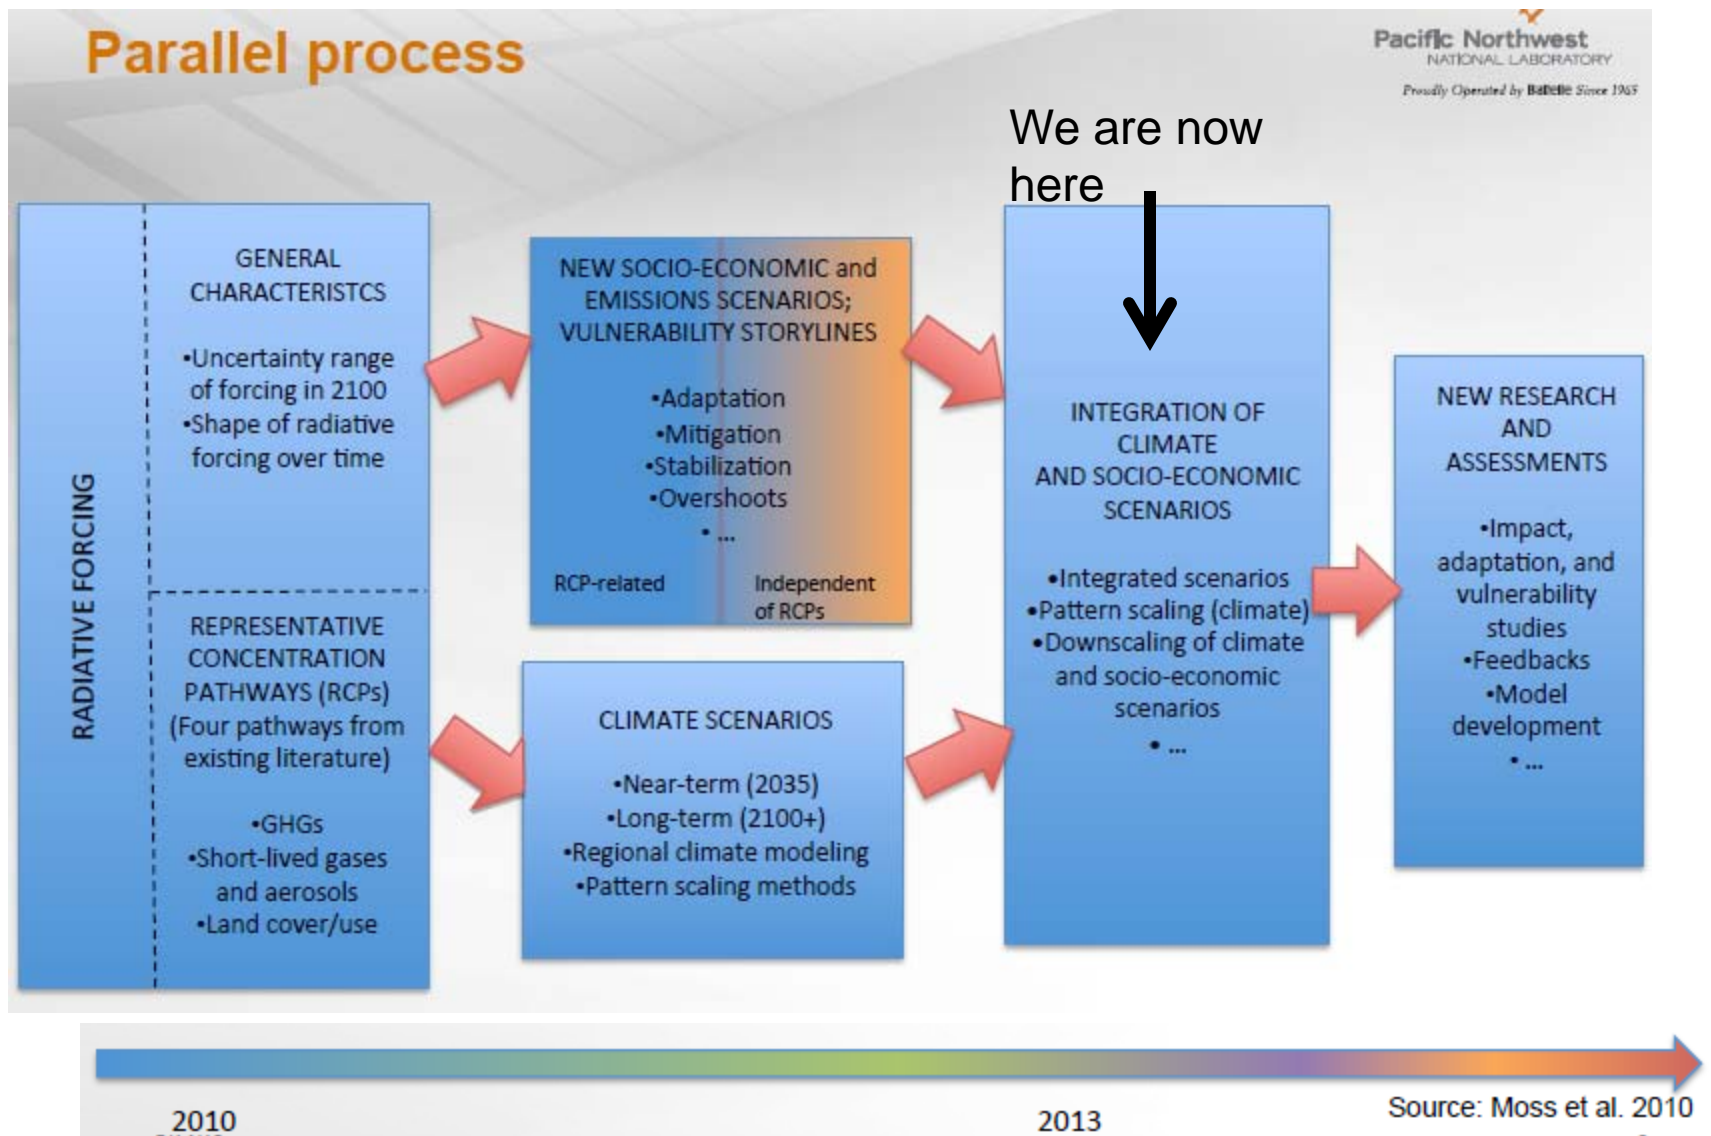 Parallel process
Pacific Northwest
NATIONAL LABORATORY
Proudly Operated by Battelle Since 1965
We are now
here
RADIATIVE FORCING
GENERAL
CHARACTERISTCS
•Uncertainty range
of forcing in 2100
•Shape of radiative
forcing over time
REPRESENTATIVE
CONCENTRATION
PATHWAYS (RCPs)
(Four pathways from
existing literature)
•GHGs
•Short-lived gases
and aerosols
•Land cover/use
NEW SOCIO-ECONOMIC and
EMISSIONS SCENARIOS;
VULNERABILITY STORYLINES
•Adaptation
•Mitigation
•Stabilization
•Overshoots
• ...
RCP-related
Independent
of RCPs
CLIMATE SCENARIOS
•Near-term (2035)
•Long-term (2100+)
•Regional climate modeling
•Pattern scaling methods
INTEGRATION OF
CLIMATE
AND SOCIO-ECONOMIC
SCENARIOS
•Integrated scenarios
•Pattern scaling (climate)
•Downscaling of climate
and socio-economic
scenarios
• ...
NEW RESEARCH
AND
ASSESSMENTS
•Impact,
adaptation, and
vulnerability
studies
•Feedbacks
•Model
development
• ...
2010
2013
Source: Moss et al. 2010